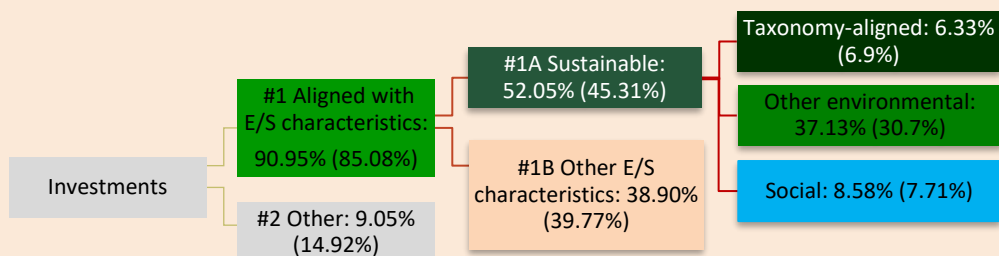 Investments
#1 Aligned with
E/S characteristics:
90.95% (85.08%)
#2 Other: 9.05%
(14.92%)
#1A Sustainable:
52.05% (45.31%)
#1B Other E/S
characteristics: 38.90%
(39.77%)
Taxonomy-aligned: 6.33%
(6.9%)
Other environmental:
37.13% (30.7%)
Social: 8.58% (7.71%)